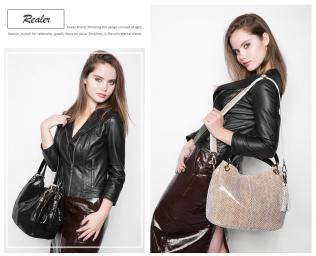 Realer
Realer Brand: Following the design concept of light
fashion, pursuit for rationality, greatly focus on value. Simplicity, is the only eternal classic.